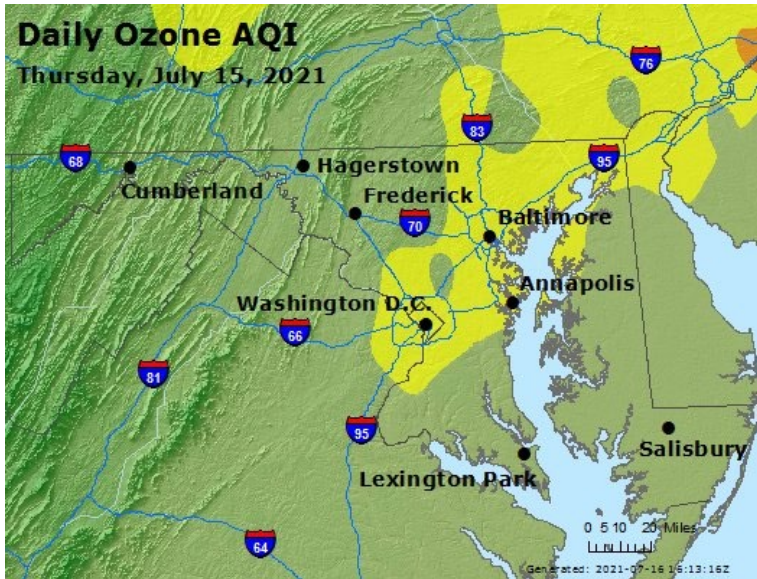 Daily Ozone AQI
Thursday, July 15, 2021
76
83
68
95
Hagerstown
Cumberland
Frederick
70
Baltimore
Annapolis
Washington D.C.
66
81
95
Salisbury
Lexington Park
64
0 5 10 20 Miles
N
Generated: 2021-07-16 16:13:16Z